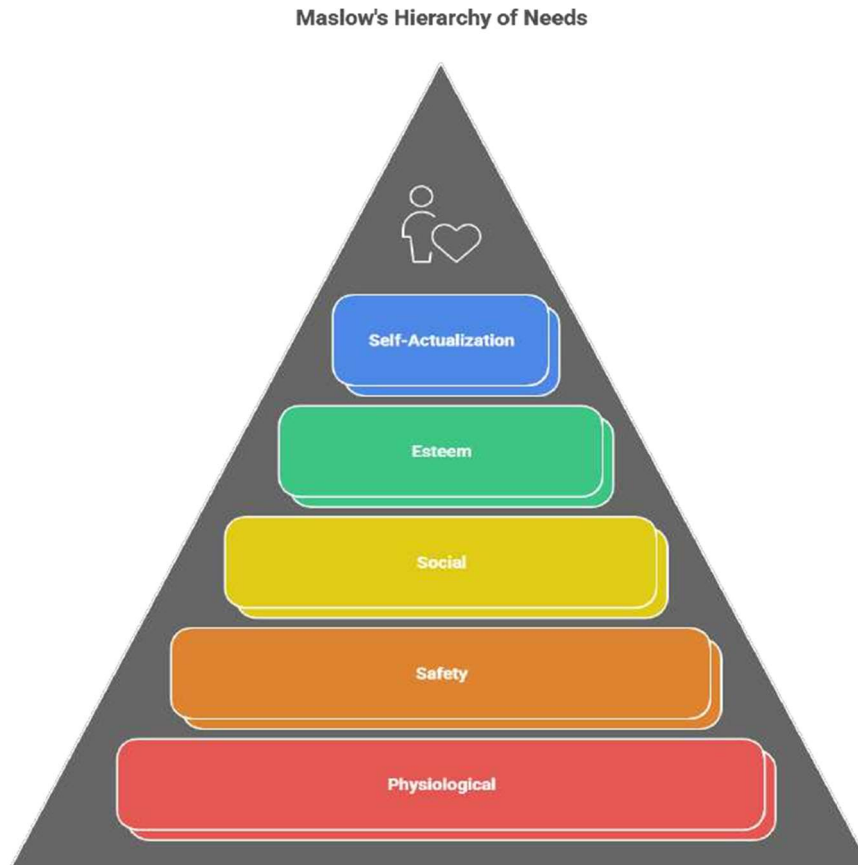 Maslow's Hierarchy of Needs
Self-Actualization
Esteem
Social
Safety
Physiological